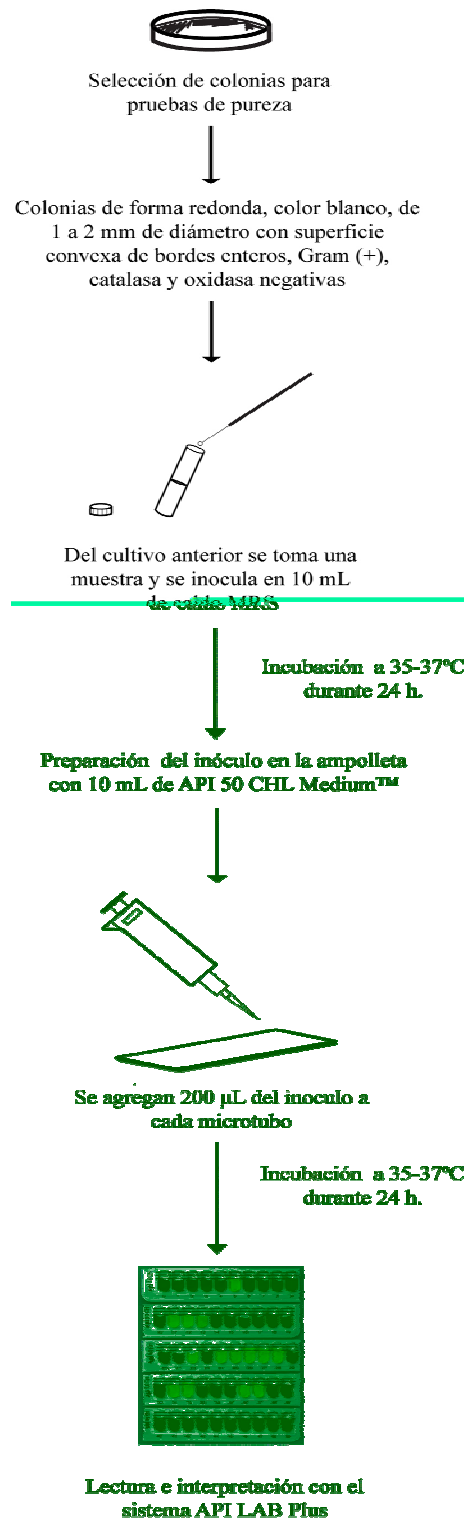 Selección de colonias para
pruebas de pureza
Colonias de forma redonda, color blanco, de
1 a 2 mm de diámetro con superficie
convexa de bordes enteros, Gram (+),
catalasa y oxidasa negativas
Del cultivo anterior se toma una
muestra y se inocula en 10 mL
de caldo MRS
Incubación a 35-37ºC
durante 24 h.
Preparación del inóculo en la ampolleta
con 10 mL de API 50 CHL Medium™
Se agregan 200 µL del inoculo a
cada microtubo
Incubación a 35-37ºC
durante 24 h.
Lectura e interpretación con el
sistema API LAB Plus